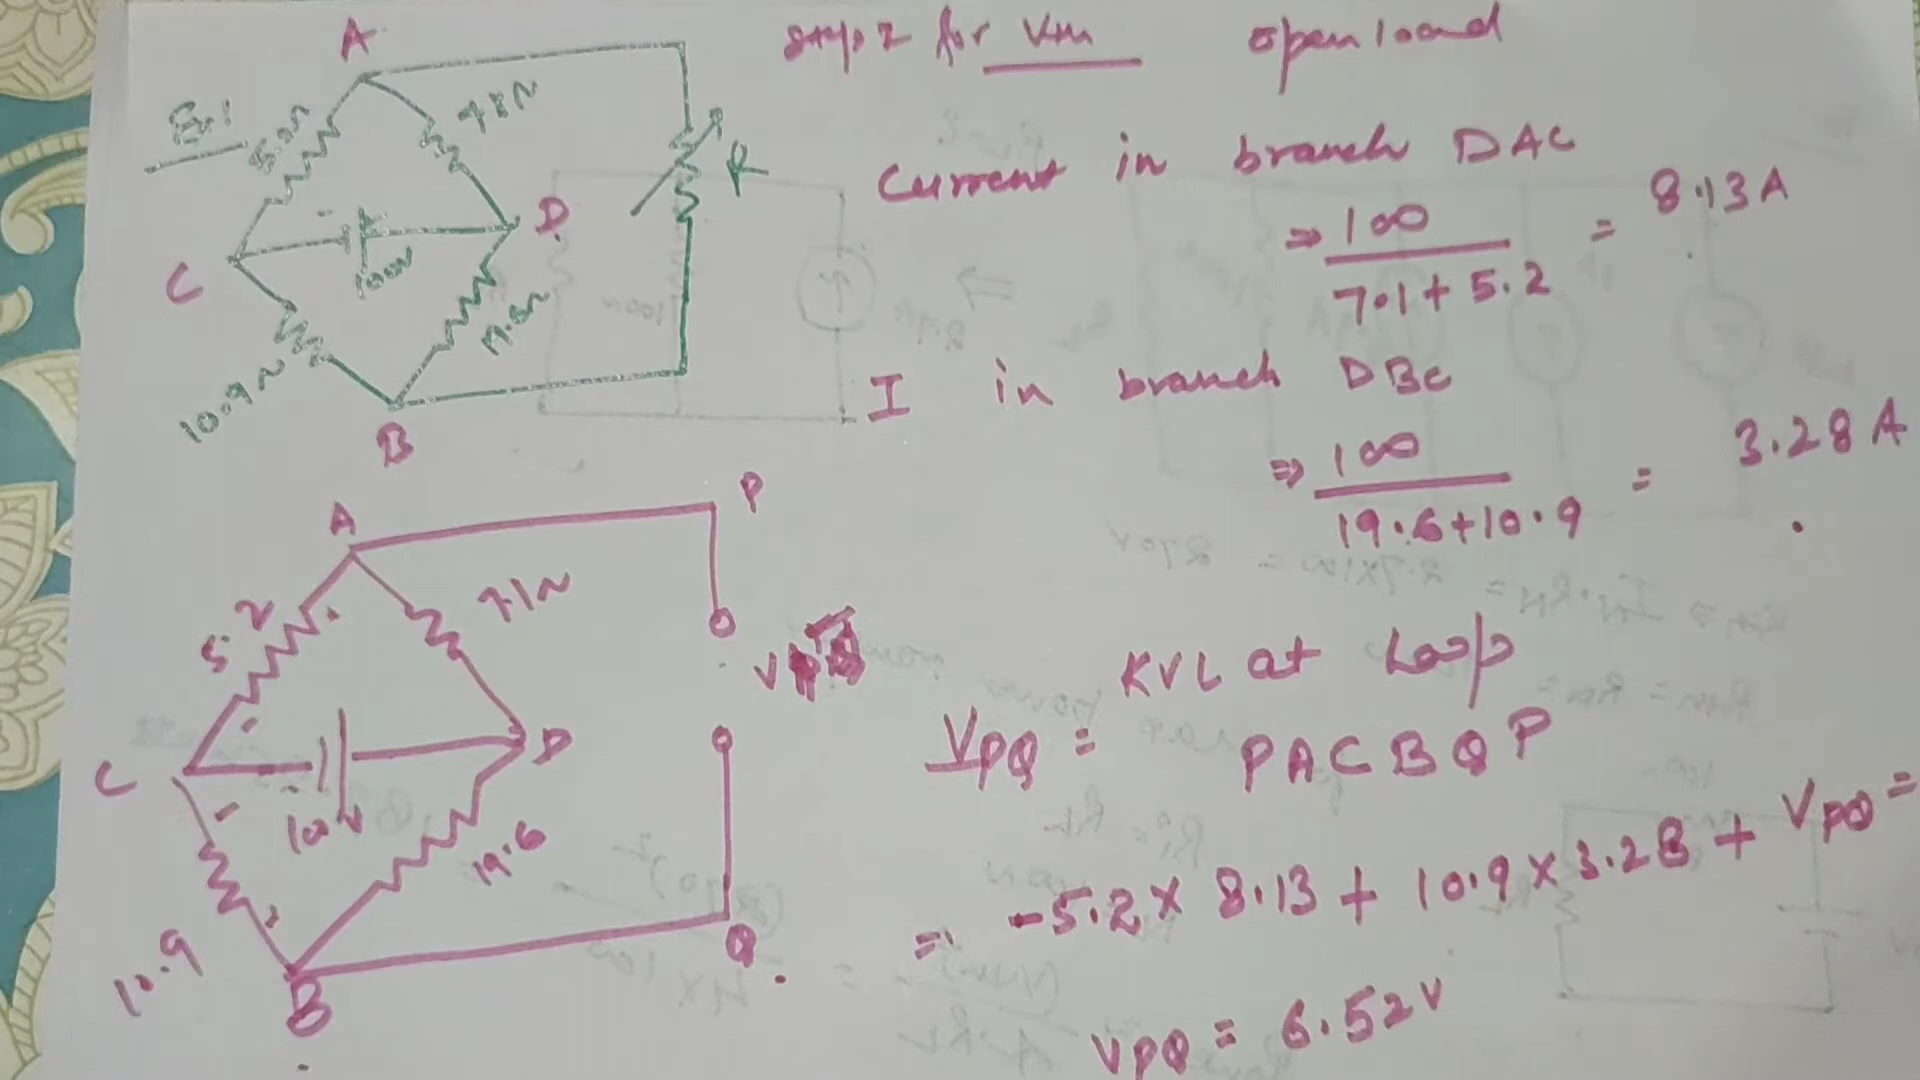 A
5.2Ω
7.1Ω
D
R
C
100V
19.6Ω
10.9Ω
B
Step 2 for Vth open load
Current in branch DAC
⇒ 100 / 7.1 + 5.2 = 8.13 A
I in branch DBC
⇒ 100 / 19.6 + 10.9 = 3.28 A
A
P
5.2
7.1Ω
C
D
100V
19.6
10.9
B
Q
KVL at Loop
VPQ = PACBQP
= -5.2 × 8.13 + 10.9 × 3.28 + VPQ =
VPQ = 6.52 V